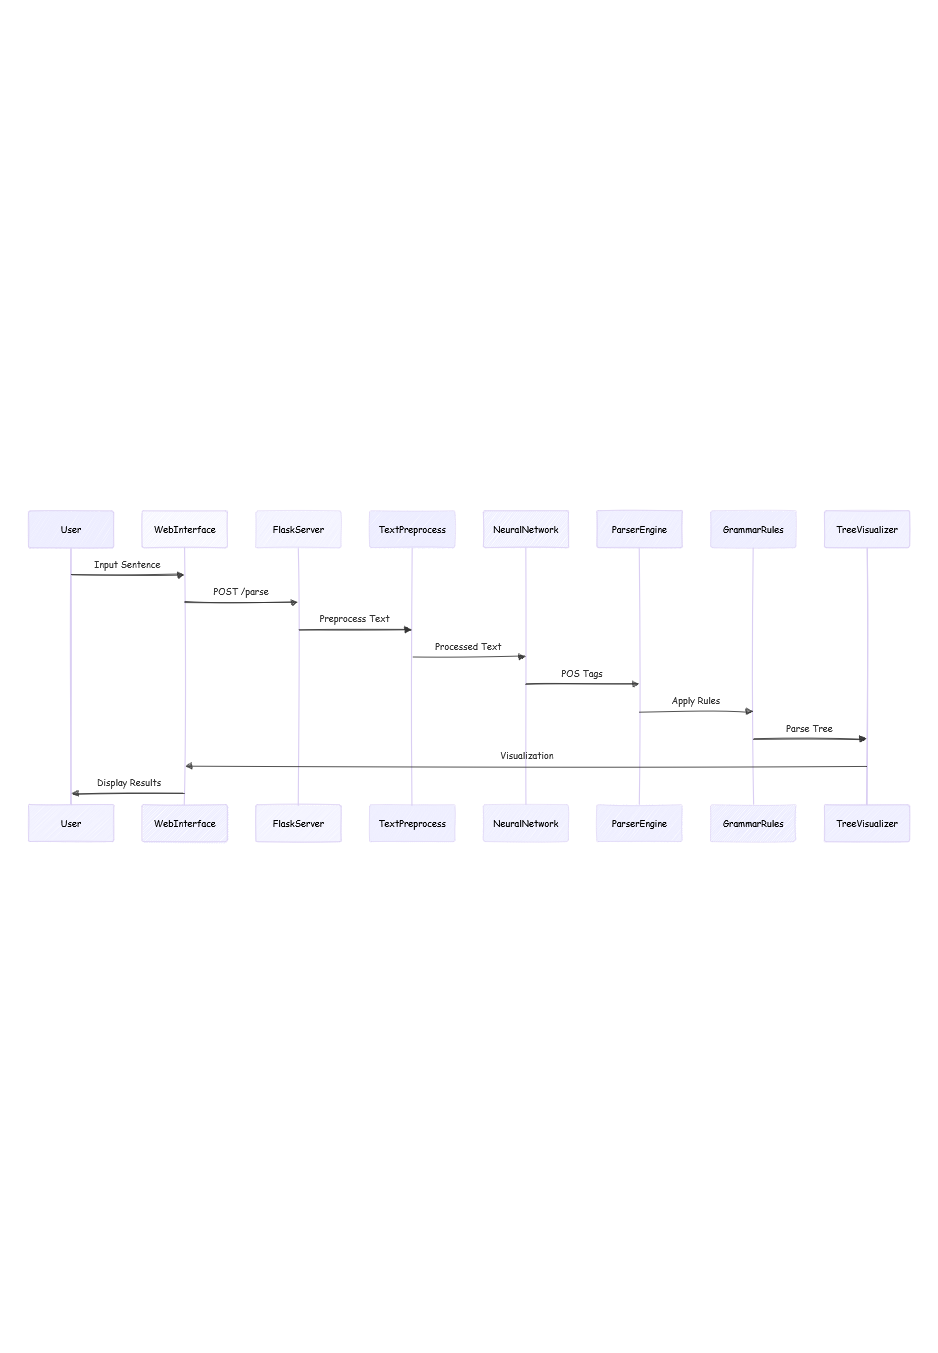 User
WebInterface
FlaskServer
TextPreprocess
NeuralNetwork
ParserEngine
GrammarRules
TreeVisualizer
Input Sentence
POST /parse
Preprocess Text
Processed Text
POS Tags
Apply Rules
Parse Tree
Visualization
Display Results
User
WebInterface
FlaskServer
TextPreprocess
NeuralNetwork
ParserEngine
GrammarRules
TreeVisualizer